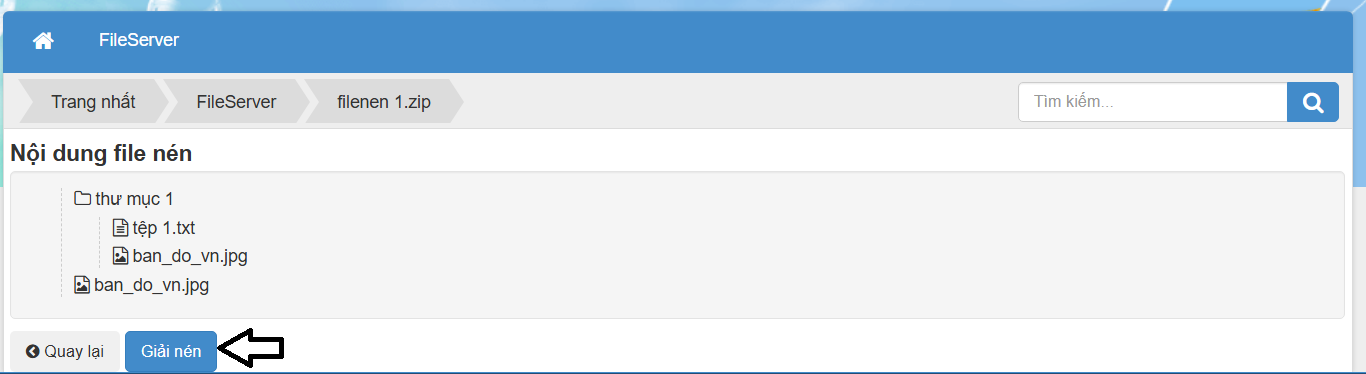 FileServer
Trang nhất FileServer filenen 1.zip Tìm kiếm...
Nội dung file nén
thư mục 1
tệp 1.txt
ban_do_vn.jpg
ban_do_vn.jpg
Quay lại Giải nén